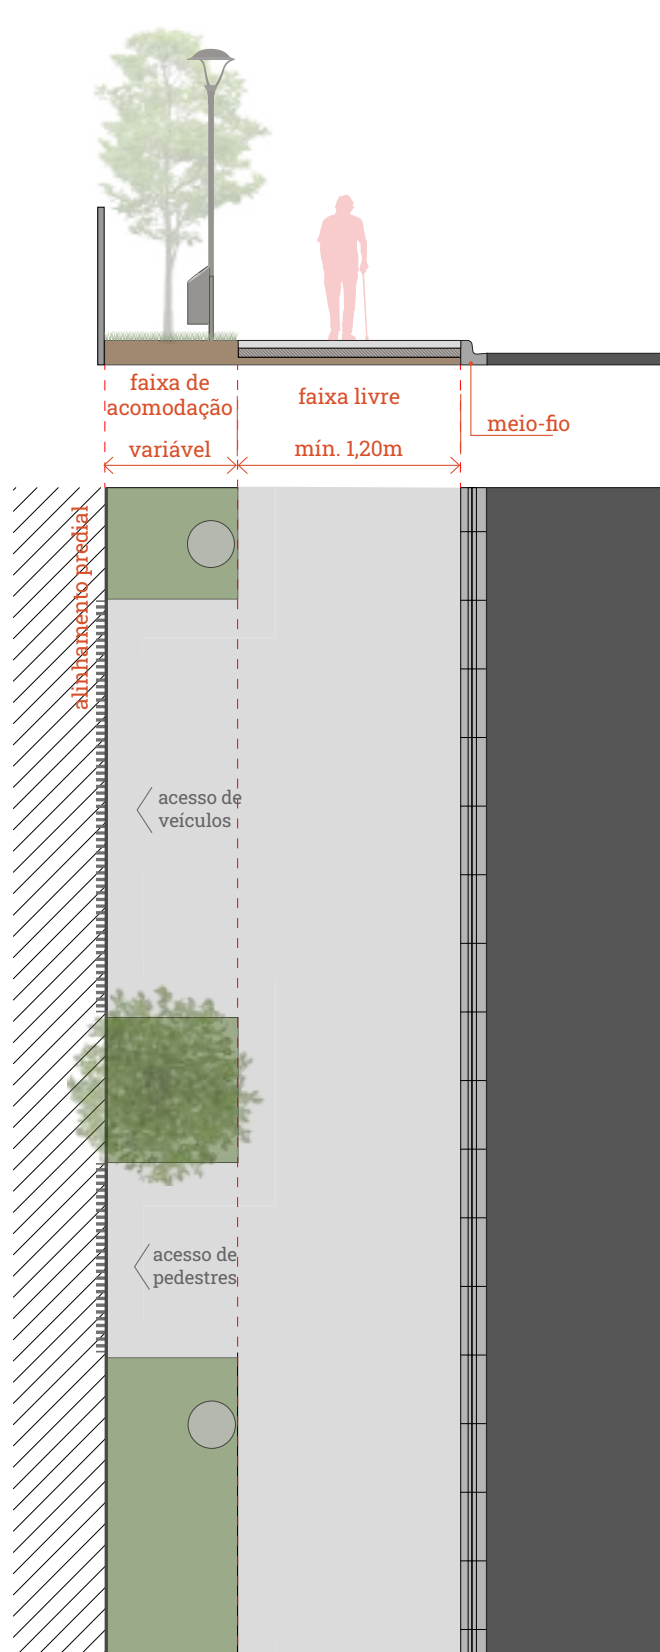 faixa de
acomodação
faixa livre
meio-fio
variável
mín. 1,20m
alinhamento predial
acesso de
veículos
acesso de
pedestres